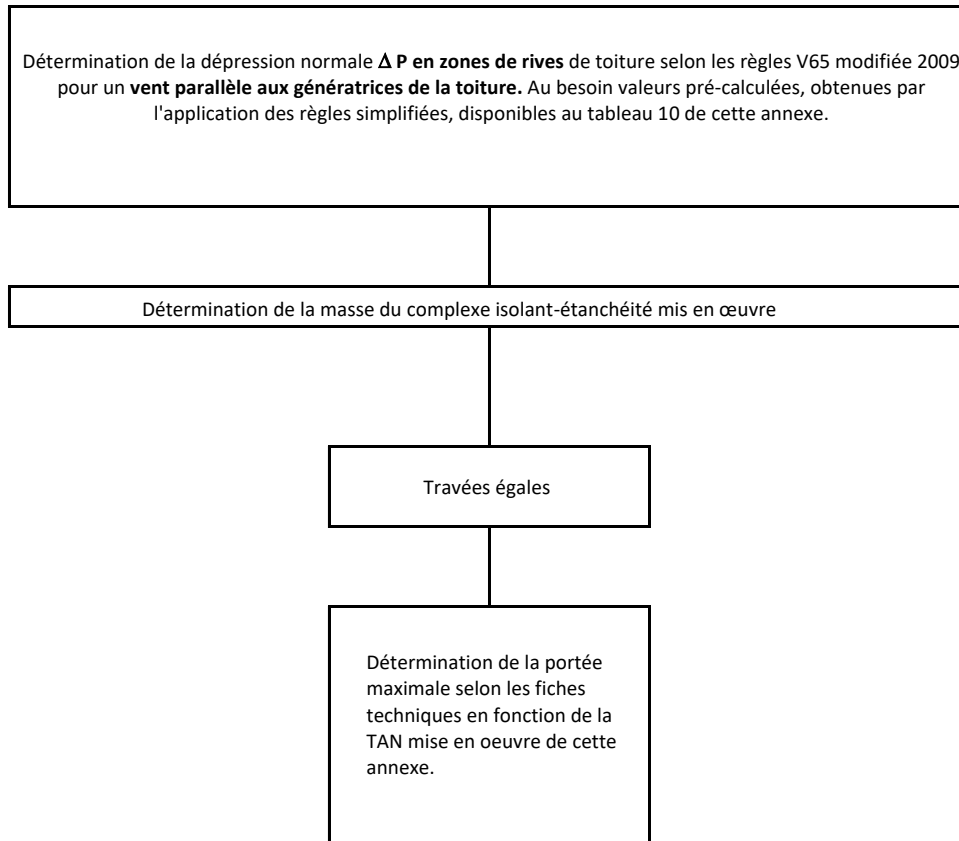 Détermination de la dépression normale Δ P en zones de rives de toiture selon les règles V65 modifiée 2009
pour un vent parallèle aux génératrices de la toiture. Au besoin valeurs pré-calculées, obtenues par
l'application des règles simplifiées, disponibles au tableau 10 de cette annexe.
Détermination de la masse du complexe isolant-étanchéité mis en œuvre
Travées égales
Détermination de la portée
maximale selon les fiches
techniques en fonction de la
TAN mise en oeuvre de cette
annexe.